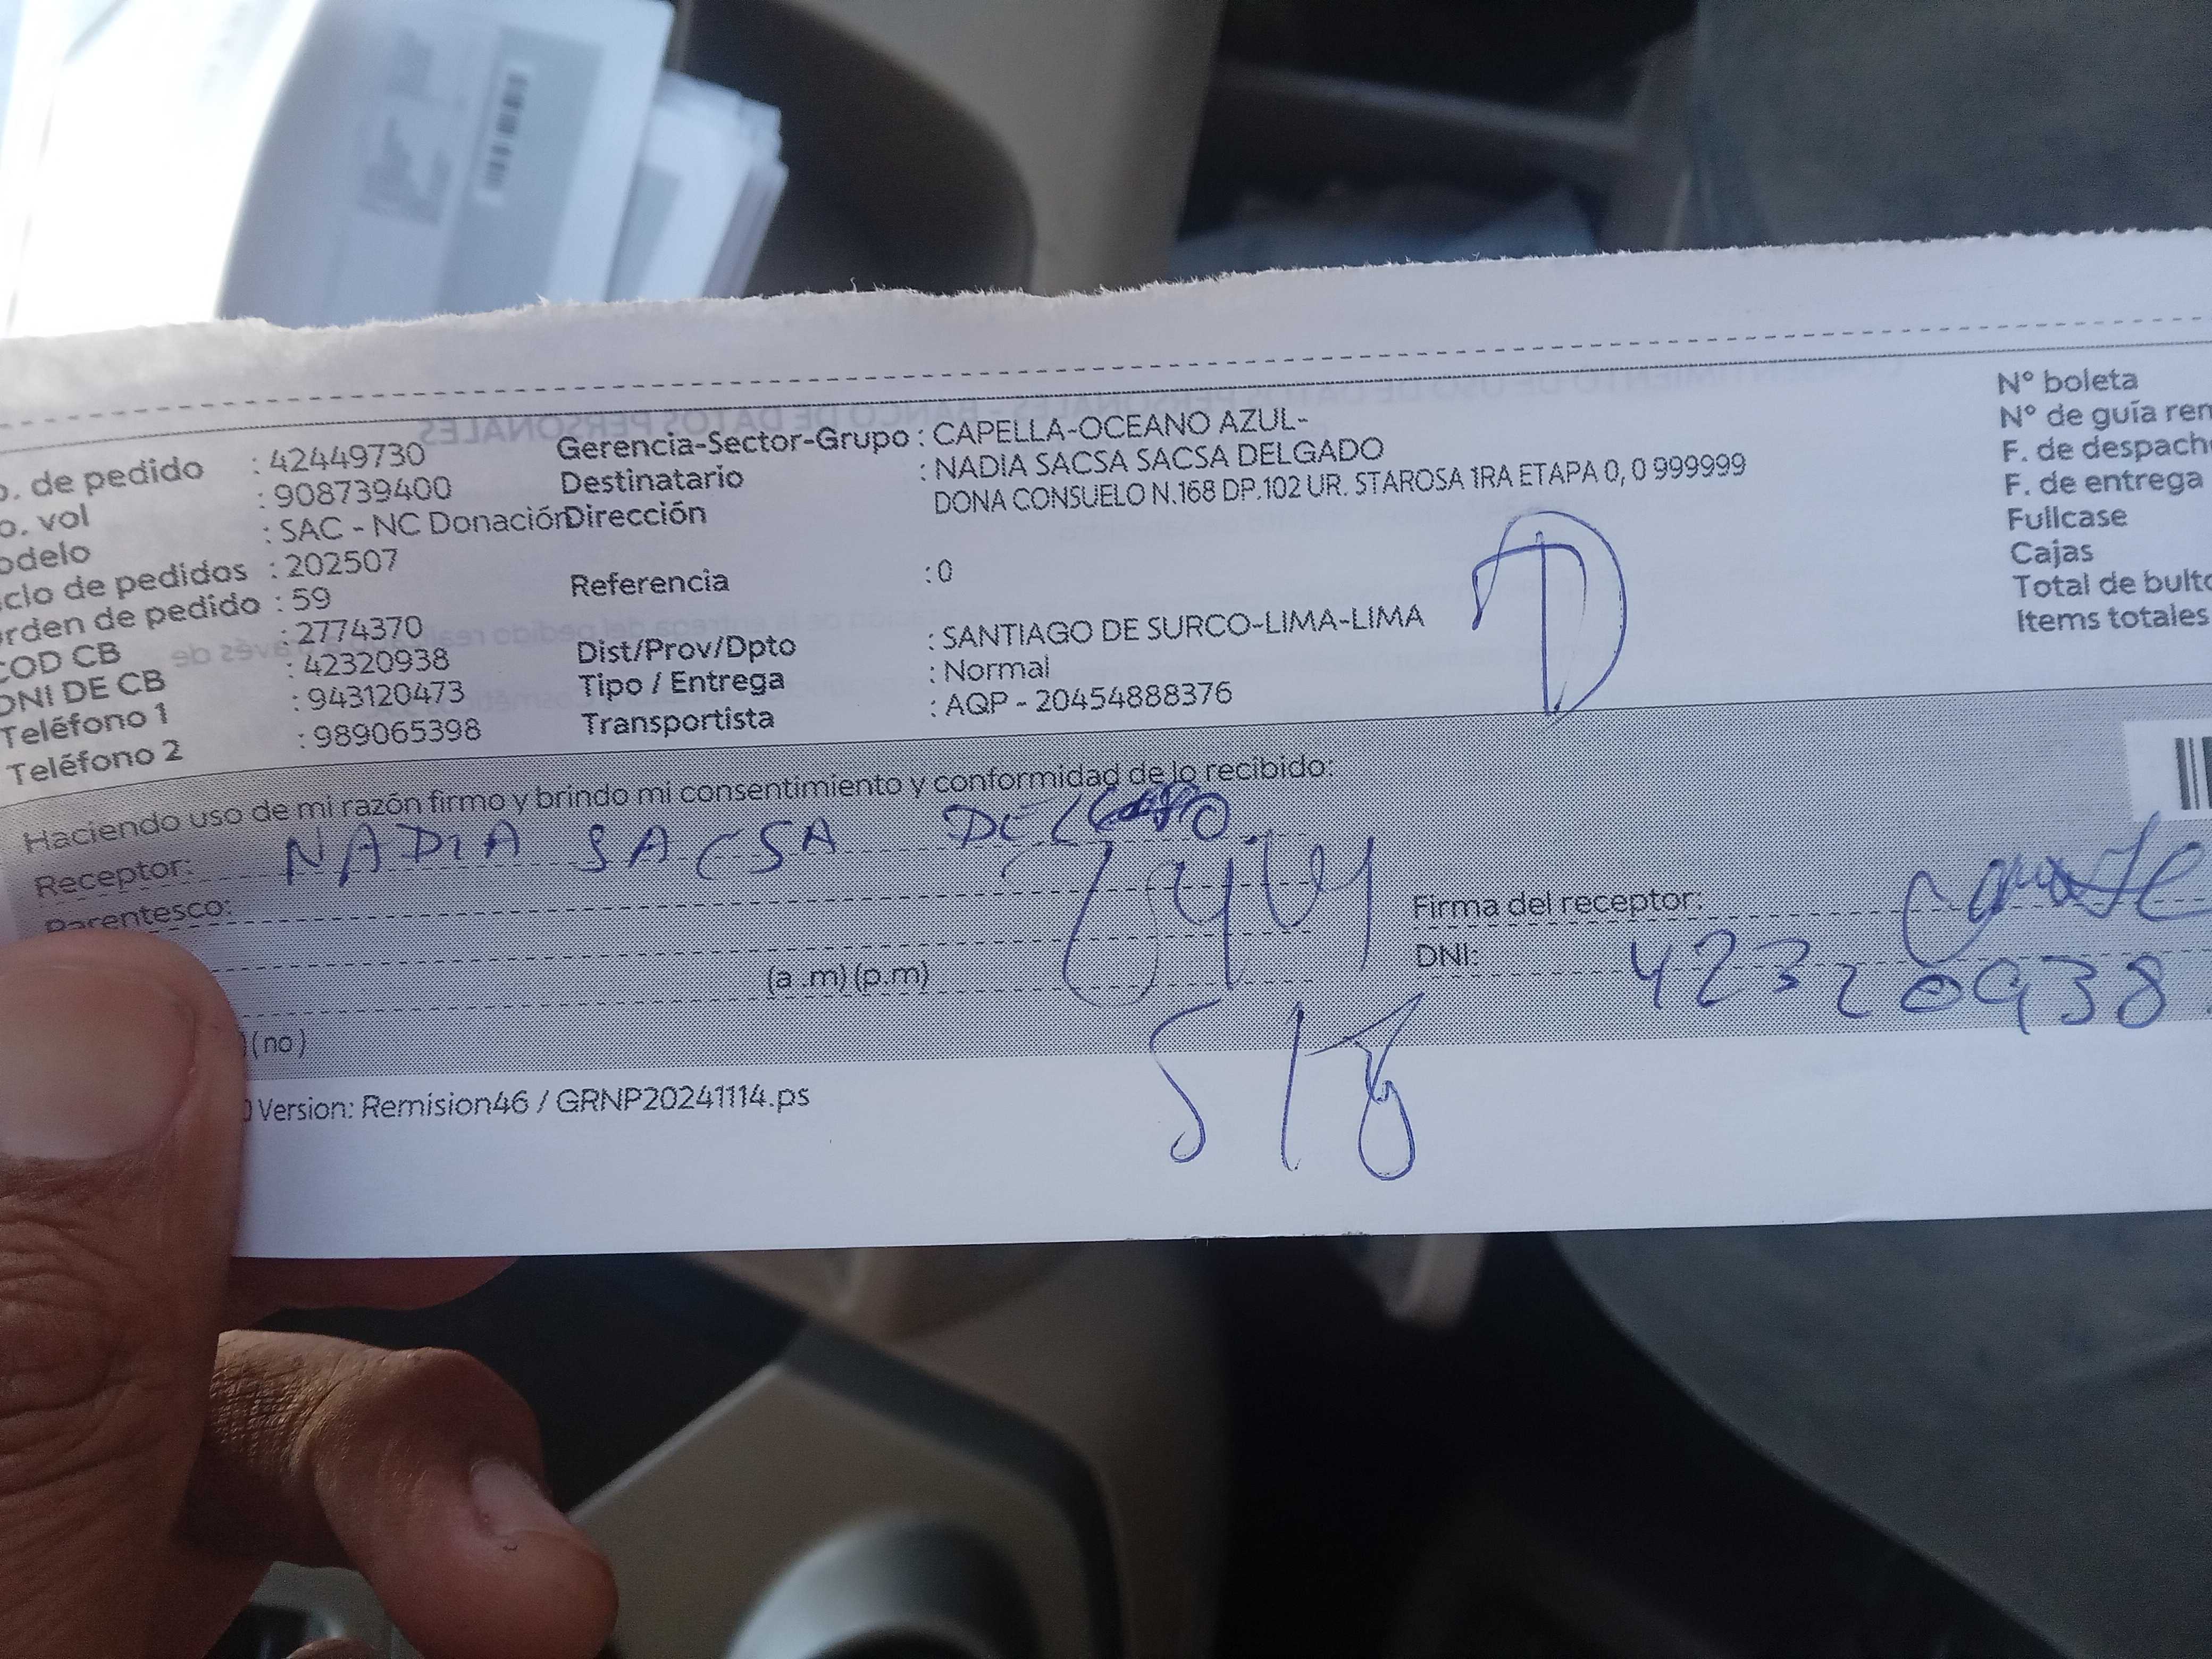 o. de pedido : 42449730
o. vol : 908739400
odelo : SAC - NC Donación
clo de pedidos : 202507
rden de pedido : 59
COD CB : 2774370
DNI DE CB : 42320938
Teléfono 1 : 943120473
Teléfono 2 : 989065398
Gerencia-Sector-Grupo : CAPELLA-OCEANO AZUL-
Destinatario : NADIA SACSA SACSA DELGADO
Dirección DONA CONSUELO N.168 DP.102 UR. STAROSA 1RA ETAPA 0, 0 999999
Referencia : 0
Dist/Prov/Dpto : SANTIAGO DE SURCO-LIMA-LIMA
Tipo / Entrega : Normal
Transportista : AQP - 20454888376
N° boleta
N° de guía rem
F. de despacho
F. de entrega
Fullcase
Cajas
Total de bulto
Items totales
Haciendo uso de mi razón firmo y brindo mi consentimiento y conformidad de lo recibido:
Receptor: NADIA SACSA DELGADO
Parentesco:
Firma del receptor:
(a .m) (p.m)
DNI: 42320938
(no)
Version: Remision46 / GRNP20241114.ps